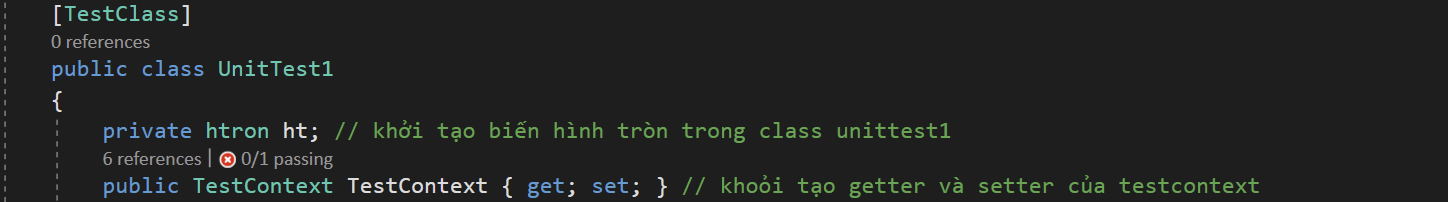 [TestClass]
0 references
public class UnitTest1
{
private htron ht; // khởi tạo biến hình tròn trong class unittest1
6 references | 0/1 passing
public TestContext TestContext { get; set; } // khoỏi tạo getter và setter của testcontext